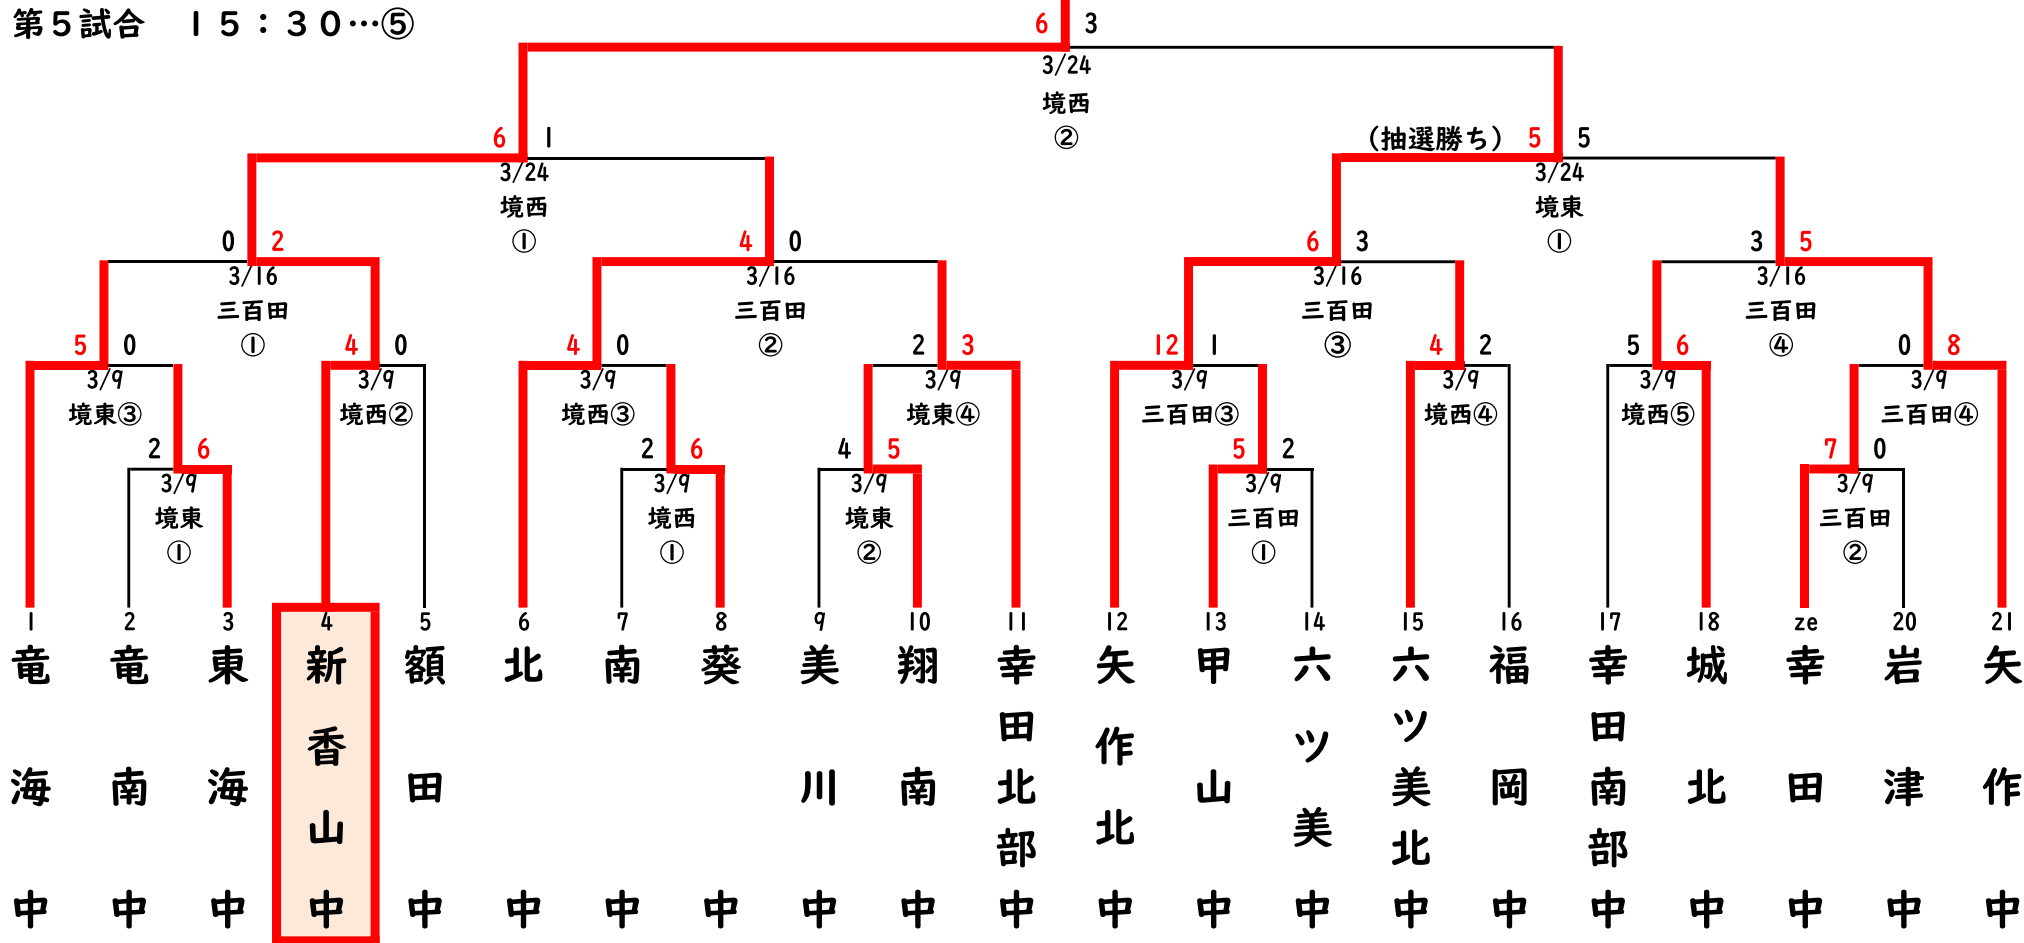 第５試合　１５：３０…⑤
6 3
3/24
境西
②
6 1
(抽選勝ち) 5 5
3/24
境西
①
3/24
境東
①
0 2
4 0
6 3
3 5
3/16
三百田
①
3/16
三百田
②
3/16
三百田
③
3/16
三百田
④
5 0
4 0
4 0
2 3
12 1
4 2
5 6
0 8
3/9
境東③
3/9
境西②
3/9
境西③
3/9
境東④
3/9
三百田③
3/9
境西④
3/9
境西⑤
3/9
三百田④
2 6
2 6
4 5
5 2
7 0
3/9
境東
①
3/9
境西
①
3/9
境東
②
3/9
三百田
①
3/9
三百田
②
1 2 3 4 5 6 7 8 9 10 11 12 13 14 15 16 17 18 ze 20 21
竜海中
竜南中
東海中
新香山中
額田中
北中
南中
葵中
美川中
翔南中
幸田北部中
矢作北中
甲山中
六ツ美中
六ツ美北中
福岡中
幸田南部中
城北中
幸田中
岩津中
矢作中